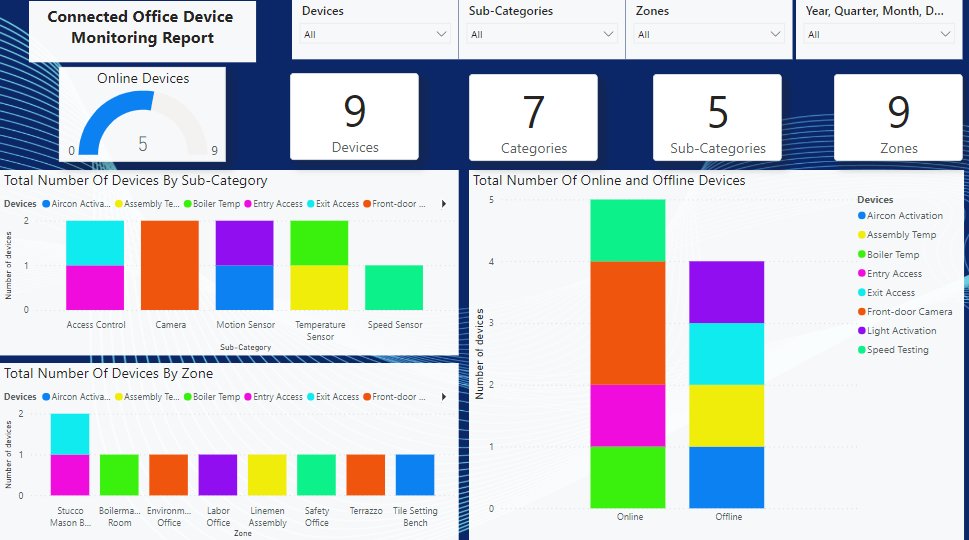 Connected Office Device
Monitoring Report
Devices
All
Sub-Categories
All
Zones
All
Year, Quarter, Month, D...
All
Online Devices
0
5
9
9
Devices
7
Categories
5
Sub-Categories
9
Zones
Total Number Of Devices By Sub-Category
Devices Aircon Activa... Assembly Te... Boiler Temp Entry Access Exit Access Front-door ...
Number of devices
2
1
0
Access Control Camera Motion Sensor Temperature Sensor Speed Sensor
Sub-Category
Total Number Of Devices By Zone
Devices Aircon Activa... Assembly Te... Boiler Temp Entry Access Exit Access Front-door ...
Number of devices
2
1
0
Stucco Boilerma... Environm... Labor Linemen Safety Terrazzo Tile Setting
Mason B... Room Office Office Assembly Office Bench
Zone
Total Number Of Online and Offline Devices
Number of devices
5
4
3
2
1
0
Online Offline
Devices
Aircon Activation
Assembly Temp
Boiler Temp
Entry Access
Exit Access
Front-door Camera
Light Activation
Speed Testing